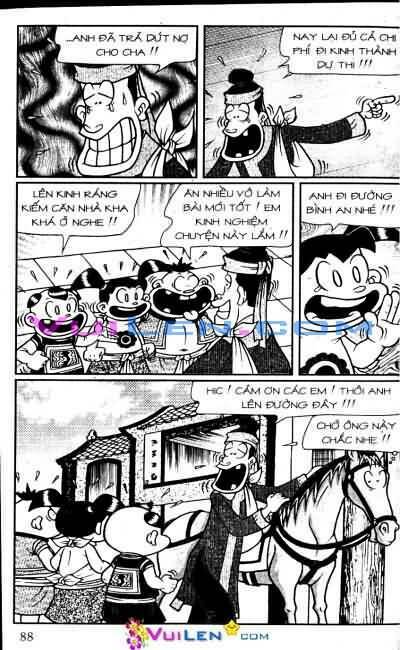 ...ANH ĐÃ TRẢ DỨT NỢ
CHO CHA !!
NAY LẠI ĐỦ CẢ CHI
PHÍ ĐI KINH THÀNH
DỰ THI !!!
LÊN KINH RÁNG
KIẾM CĂN NHÀ KHA
KHÁ Ở NGHE !!
ĂN NHIỀU VÔ LÀM
BÀI MỚI TỐT ! EM
KINH NGHIỆM
CHUYỆN NÀY LẮM !!
ANH ĐI ĐƯỜNG
BÌNH AN NHÉ !!!
VUILEN.COM
HIC ! CẢM ƠN CÁC EM ! THÔI ANH
LÊN ĐƯỜNG ĐÂY !!!
CHỞ ÔNG NÀY
CHẮC NHẸ !!
88
VUILEN.COM